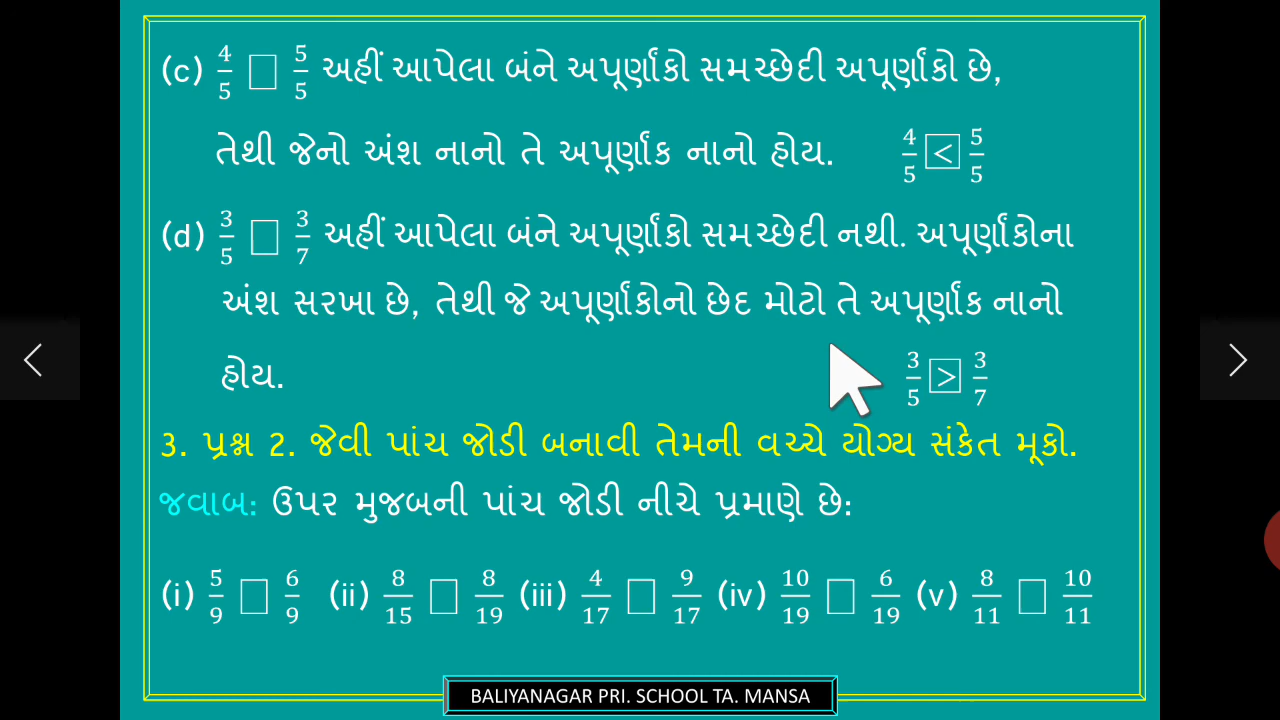 (c) 4/5 □ 5/5 અહીં આપેલા બંને અપૂર્ણાંકો સમચ્છેદી અપૂર્ણાંકો છે,
તેથી જેનો અંશ નાનો તે અપૂર્ણાંક નાનો હોય. 4/5 < 5/5
(d) 3/5 □ 3/7 અહીં આપેલા બંને અપૂર્ણાંકો સમચ્છેદી નથી. અપૂર્ણાંકોના
અંશ સરખા છે, તેથી જે અપૂર્ણાંકોનો છેદ મોટો તે અપૂર્ણાંક નાનો
હોય. 3/5 > 3/7
૩. પ્રશ્ન 2. જેવી પાંચ જોડી બનાવી તેમની વચ્ચે યોગ્ય સંકેત મૂકો.
જવાબ: ઉપર મુજબની પાંચ જોડી નીચે પ્રમાણે છે:
(i) 5/9 □ 6/9 (ii) 8/15 □ 8/19 (iii) 4/17 □ 9/17 (iv) 10/19 □ 6/19 (v) 8/11 □ 10/11
BALIYANAGAR PRI. SCHOOL TA. MANSA